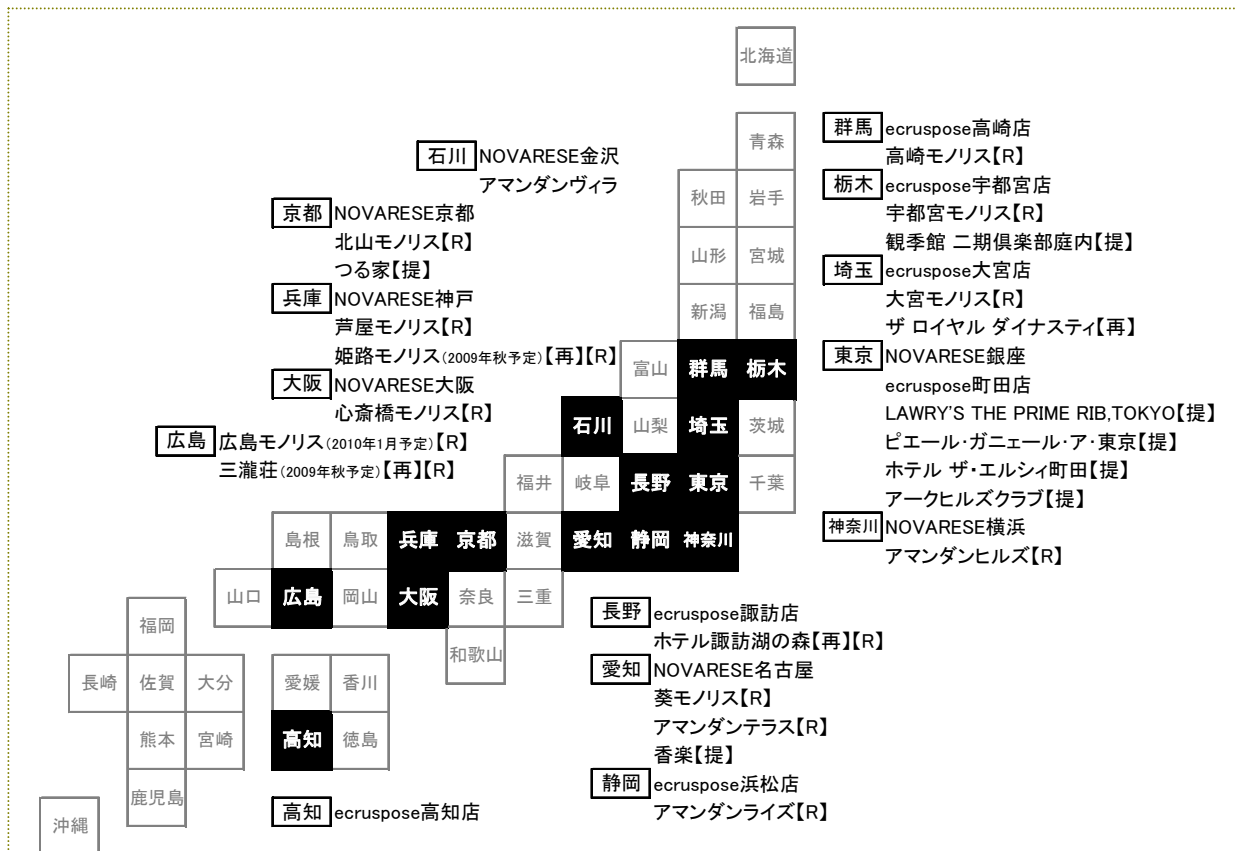 北海道
青森
秋田 岩手
山形 宮城
新潟 福島
富山 群馬 栃木
石川 山梨 埼玉 茨城
福井 岐阜 長野 東京 千葉
島根 鳥取 兵庫 京都 滋賀 愛知 静岡 神奈川
山口 広島 岡山 大阪 奈良 三重
福岡 和歌山
長崎 佐賀 大分 愛媛 香川
熊本 宮崎 高知 徳島
鹿児島
沖縄
石川 NOVARESE金沢
アマンダンヴィラ
京都 NOVARESE京都
北山モノリス【R】
つる家【提】
兵庫 NOVARESE神戸
芦屋モノリス【R】
姫路モノリス(2009年秋予定)【再】【R】
大阪 NOVARESE大阪
心斎橋モノリス【R】
広島 広島モノリス(2010年1月予定)【R】
三瀧荘(2009年秋予定)【再】【R】
高知 ecruspose高知店
群馬 ecruspose高崎店
高崎モノリス【R】
栃木 ecruspose宇都宮店
宇都宮モノリス【R】
観季館 二期倶楽部庭内【提】
埼玉 ecruspose大宮店
大宮モノリス【R】
ザ ロイヤル ダイナスティ【再】
東京 NOVARESE銀座
ecruspose町田店
LAWRY'S THE PRIME RIB,TOKYO【提】
ピエール・ガニェール・ア・東京【提】
ホテル ザ・エルシィ町田【提】
アークヒルズクラブ【提】
神奈川 NOVARESE横浜
アマンダンヒルズ【R】
長野 ecruspose諏訪店
ホテル諏訪湖の森【再】【R】
愛知 NOVARESE名古屋
葵モノリス【R】
アマンダンテラス【R】
香楽【提】
静岡 ecruspose浜松店
アマンダンライズ【R】